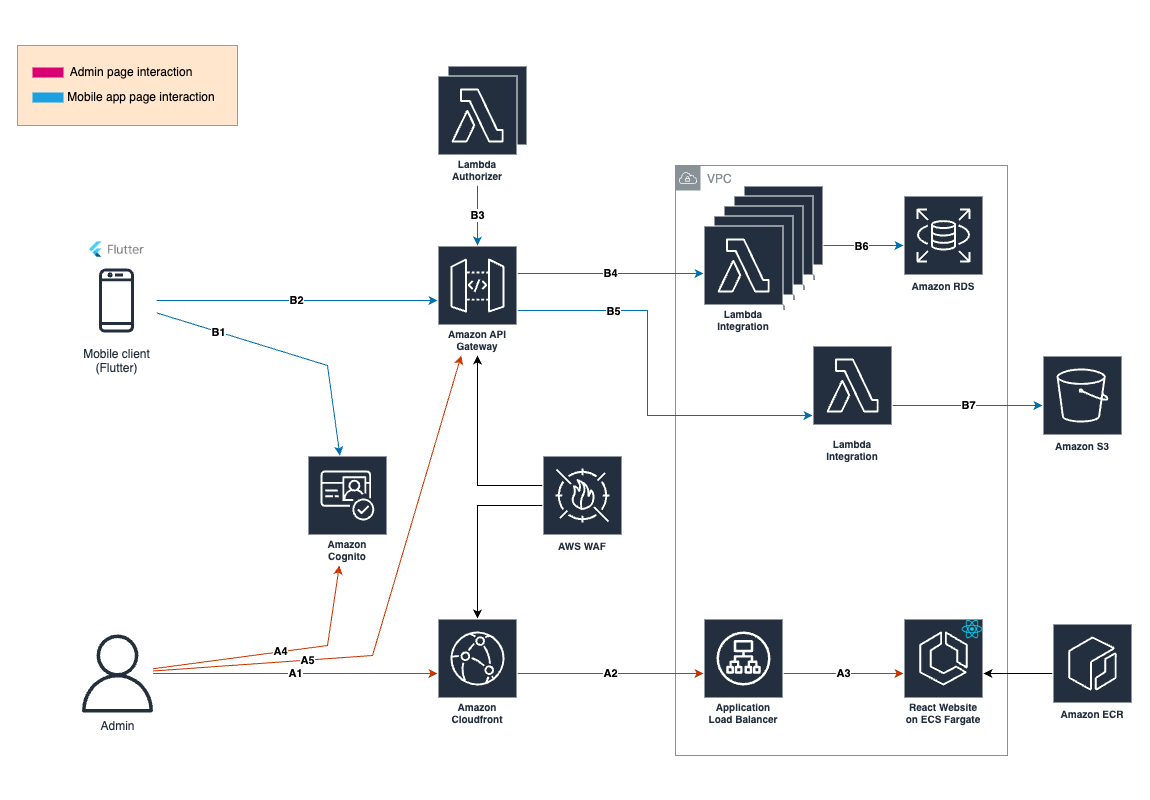 Admin page interaction
Mobile app page interaction
Lambda
Authorizer
B3
VPC
Flutter
B2
B1
Mobile client
(Flutter)
Amazon API
Gateway
B4
B5
Lambda
Integration
B6
Amazon RDS
Lambda
Integration
B7
Amazon S3
Amazon
Cognito
AWS WAF
A4
A5
A1
Admin
Amazon
Cloudfront
A2
Application
Load Balancer
A3
React Website
on ECS Fargate
Amazon ECR